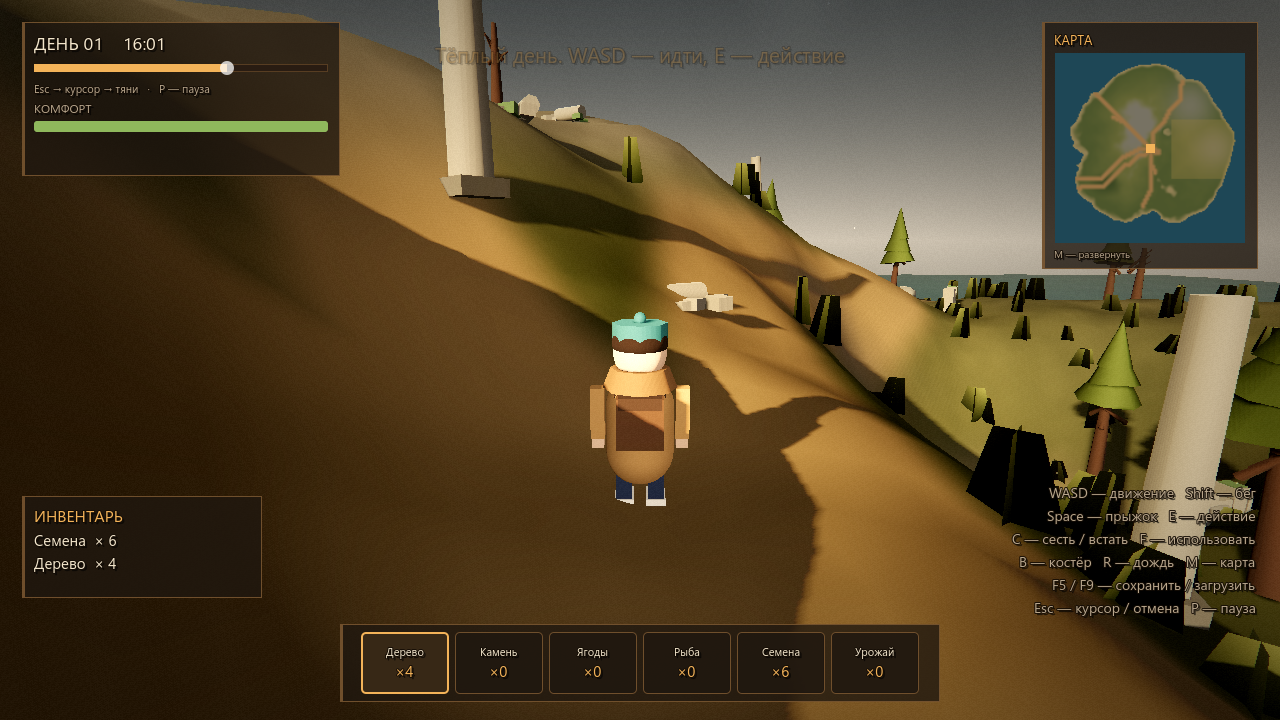 ДЕНЬ 01 16:01
Esc → курсор → тяни · P — пауза
КОМФОРТ
Тёплый день. WASD — идти, E — действие
КАРТА
M — развернуть
ИНВЕНТАРЬ
Семена × 6
Дерево × 4
WASD — движение Shift — бег
Space — прыжок E — действие
C — сесть / встать F — использовать
B — костёр R — дождь M — карта
F5 / F9 — сохранить / загрузить
Esc — курсор / отмена P — пауза
Дерево Камень Ягоды Рыба Семена Урожай
×4 ×0 ×0 ×0 ×6 ×0